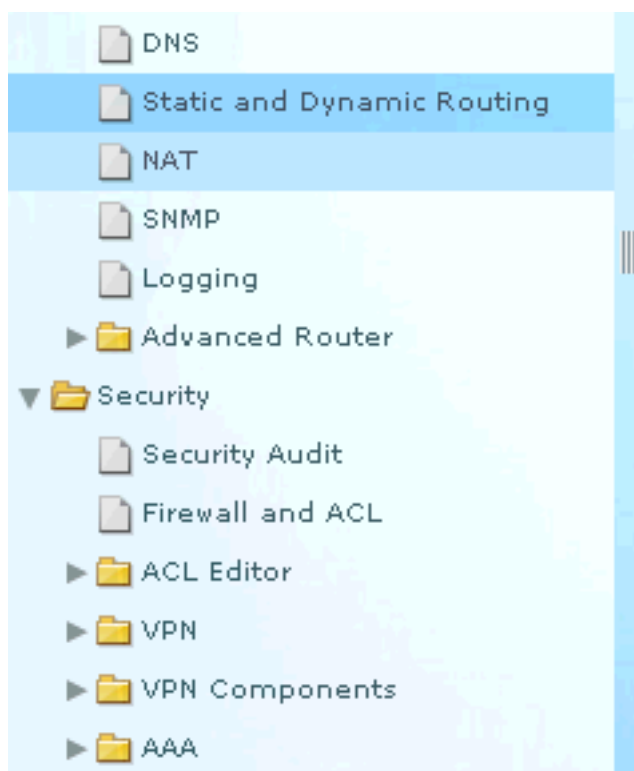 DNS
Static and Dynamic Routing
NAT
SNMP
Logging
Advanced Router
Security
Security Audit
Firewall and ACL
ACL Editor
VPN
VPN Components
AAA